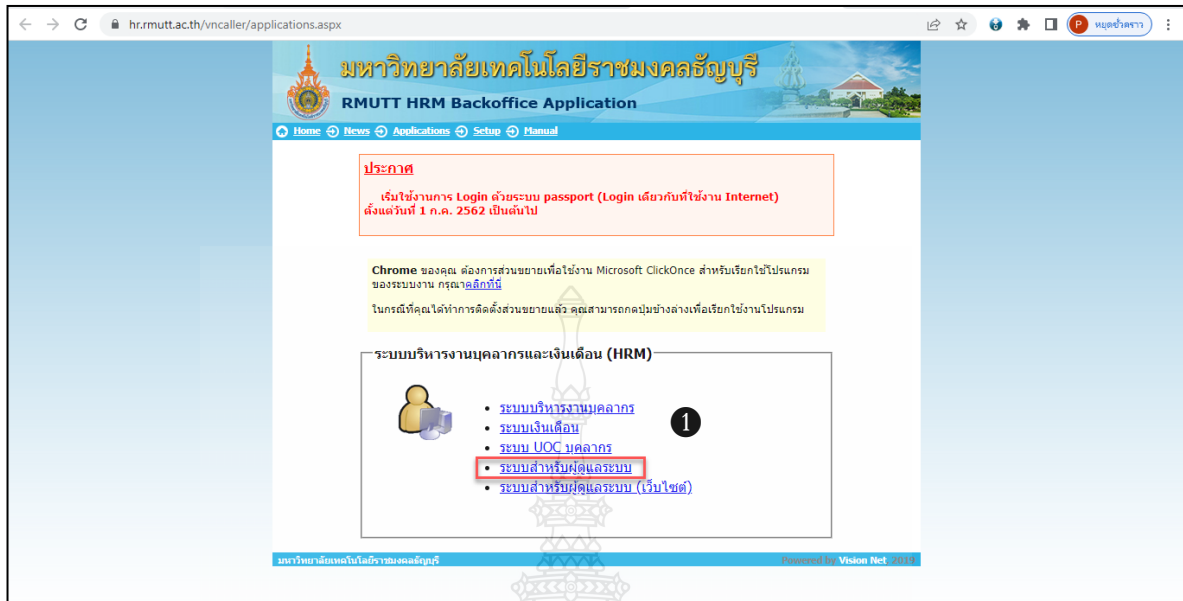 hr.rmutt.ac.th/vncaller/applications.aspx
P หยุดชั่วคราว
มหาวิทยาลัยเทคโนโลยีราชมงคลธัญบุรี
RMUTT HRM Backoffice Application
Home News Applications Setup Manual
ประกาศ
เริ่มใช้งานการ Login ด้วยระบบ passport (Login เดียวกับที่ใช้งาน Internet)
ตั้งแต่วันที่ 1 ก.ค. 2562 เป็นต้นไป
Chrome ของคุณ ต้องการส่วนขยายเพื่อใช้งาน Microsoft ClickOnce สำหรับเรียกใช้โปรแกรม
ของระบบงาน กรุณาคลิกที่นี่
ในกรณีที่คุณได้ทำการติดตั้งส่วนขยายแล้ว คุณสามารถกดปุ่มข้างล่างเพื่อเรียกใช้งานโปรแกรม
ระบบบริหารงานบุคลากรและเงินเดือน (HRM)
• ระบบบริหารงานบุคลากร
1
• ระบบเงินเดือน
• ระบบ UOC บุคลากร
• ระบบสำหรับผู้ดูแลระบบ
• ระบบสำหรับผู้ดูแลระบบ (เว็บไซต์)
มหาวิทยาลัยเทคโนโลยีราชมงคลธัญบุรี Powered by Vision Net, 2019